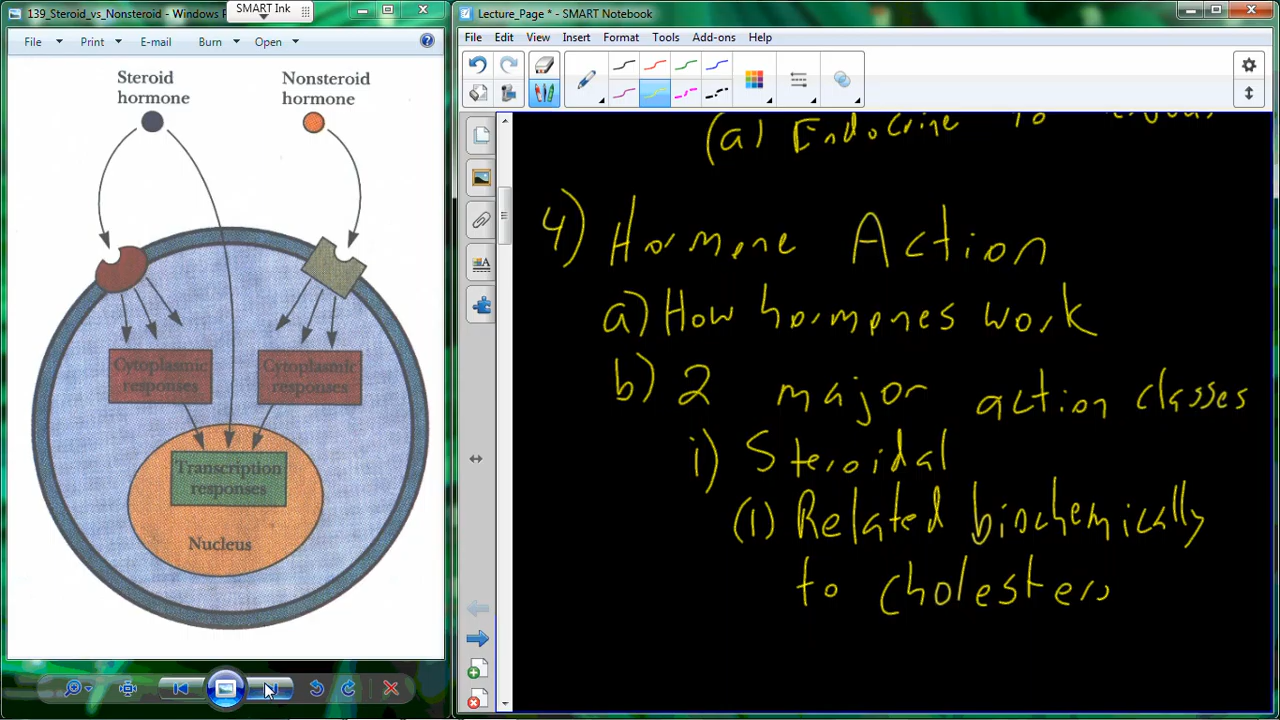 139_Steroid_vs_Nonsteroid - Windows
SMART Ink
File Print E-mail Burn Open
Steroid
hormone
Nonsteroid
hormone
Cytoplasmic
responses
Cytoplasmic
responses
Transcription
responses
Nucleus
Lecture_Page * - SMART Notebook
File Edit View Insert Format Tools Add-ons Help
(a) Endocrine to
4) Hormone Action
a) How hormones work
b) 2 major action classes
i) Steroidal
(1) Related biochemically
to cholestero